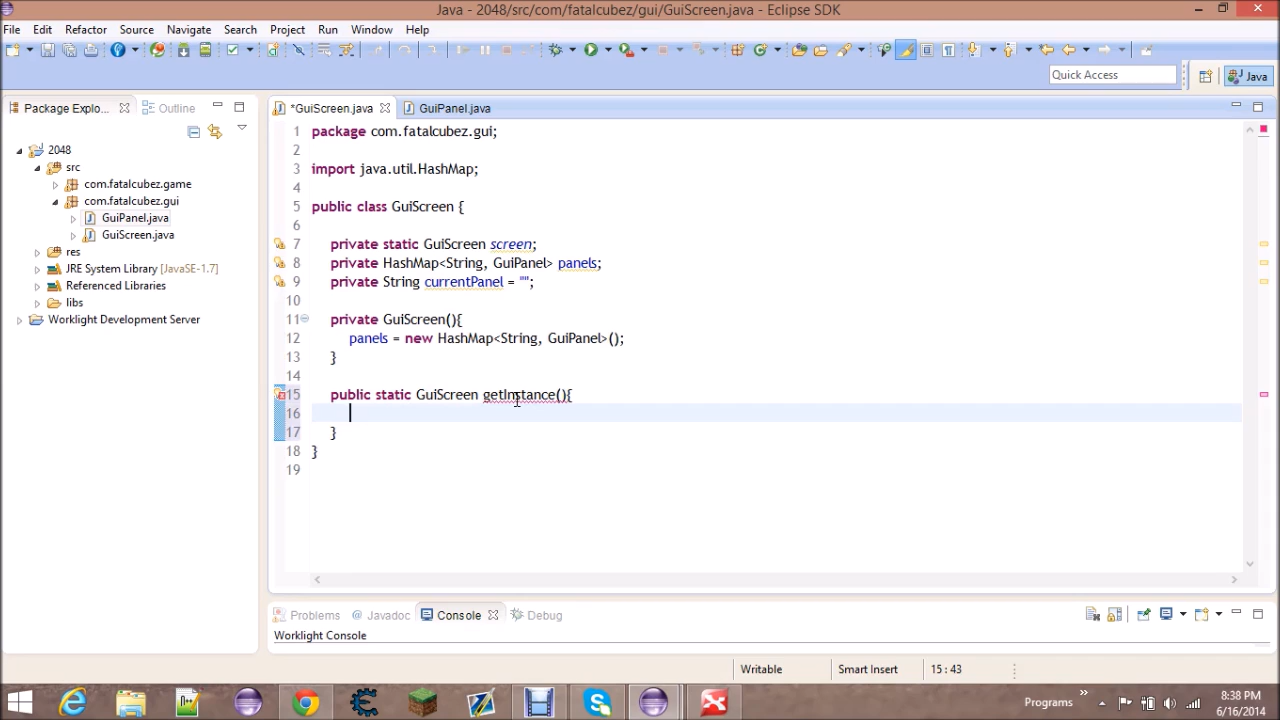 Java - 2048/src/com/fatalcubez/gui/GuiScreen.java - Eclipse SDK
File Edit Refactor Source Navigate Search Project Run Window Help
Quick Access
Java
Package Explo...
Outline
*GuiScreen.java
GuiPanel.java
2048
src
com.fatalcubez.game
com.fatalcubez.gui
GuiPanel.java
GuiScreen.java
res
JRE System Library [JavaSE-1.7]
Referenced Libraries
libs
Worklight Development Server
1 package com.fatalcubez.gui;
2
3 import java.util.HashMap;
4
5 public class GuiScreen {
6
7 private static GuiScreen screen;
8 private HashMap<String, GuiPanel> panels;
9 private String currentPanel = "";
10
11 private GuiScreen(){
12 panels = new HashMap<String, GuiPanel>();
13 }
14
15 public static GuiScreen getInstance(){
16
17 }
18 }
19
Problems Javadoc Console Debug
Worklight Console
Writable Smart Insert 15 : 43
Programs
8:38 PM
6/16/2014